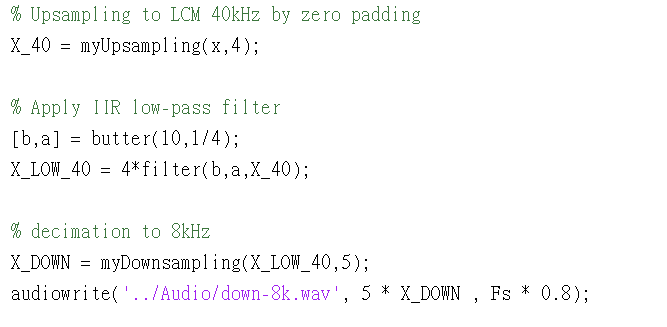 % Upsampling to LCM 40kHz by zero padding
X_40 = myUpsampling(x,4);
% Apply IIR low-pass filter
[b,a] = butter(10,1/4);
X_LOW_40 = 4*filter(b,a,X_40);
% decimation to 8kHz
X_DOWN = myDownsampling(X_LOW_40,5);
audiowrite('../Audio/down-8k.wav', 5 * X_DOWN , Fs * 0.8);